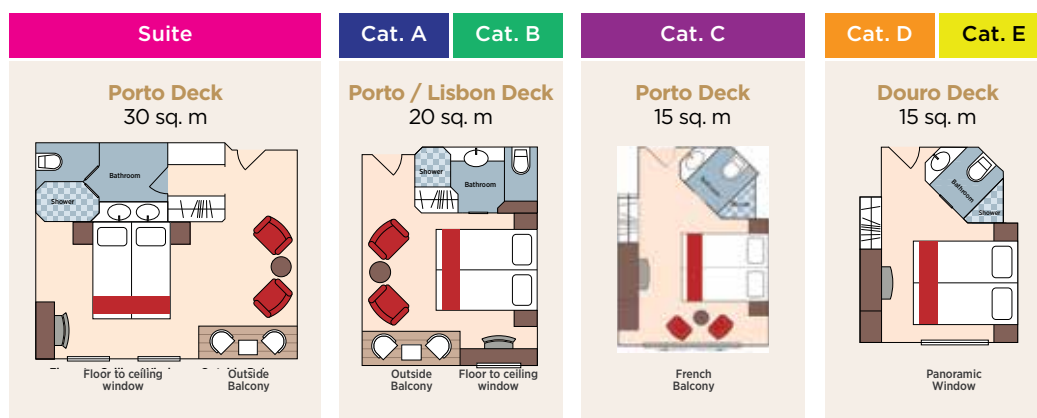 Suite
Porto Deck
30 sq. m
Bathroom
Shower
Floor to ceiling
window
Outside
Balcony
Cat. A
Cat. B
Porto / Lisbon Deck
20 sq. m
Shower
Bathroom
Outside
Balcony
Floor to ceiling
window
Cat. C
Porto Deck
15 sq. m
Bathroom
French
Balcony
Cat. D
Cat. E
Douro Deck
15 sq. m
Bathroom
Shower
Panoramic
Window